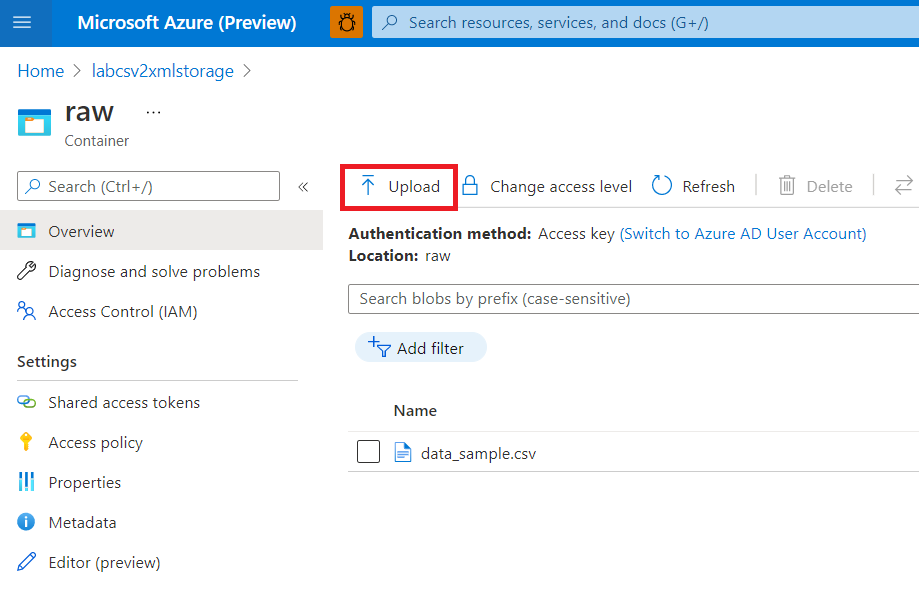 Microsoft Azure (Preview)
Search resources, services, and docs (G+/)
Home > labcsv2xmlstorage >
raw ...
Container
Search (Ctrl+/) «
Overview
Diagnose and solve problems
Access Control (IAM)
Settings
Shared access tokens
Access policy
Properties
Metadata
Editor (preview)
Upload Change access level Refresh Delete
Authentication method: Access key (Switch to Azure AD User Account)
Location: raw
Search blobs by prefix (case-sensitive)
Add filter
Name
data_sample.csv